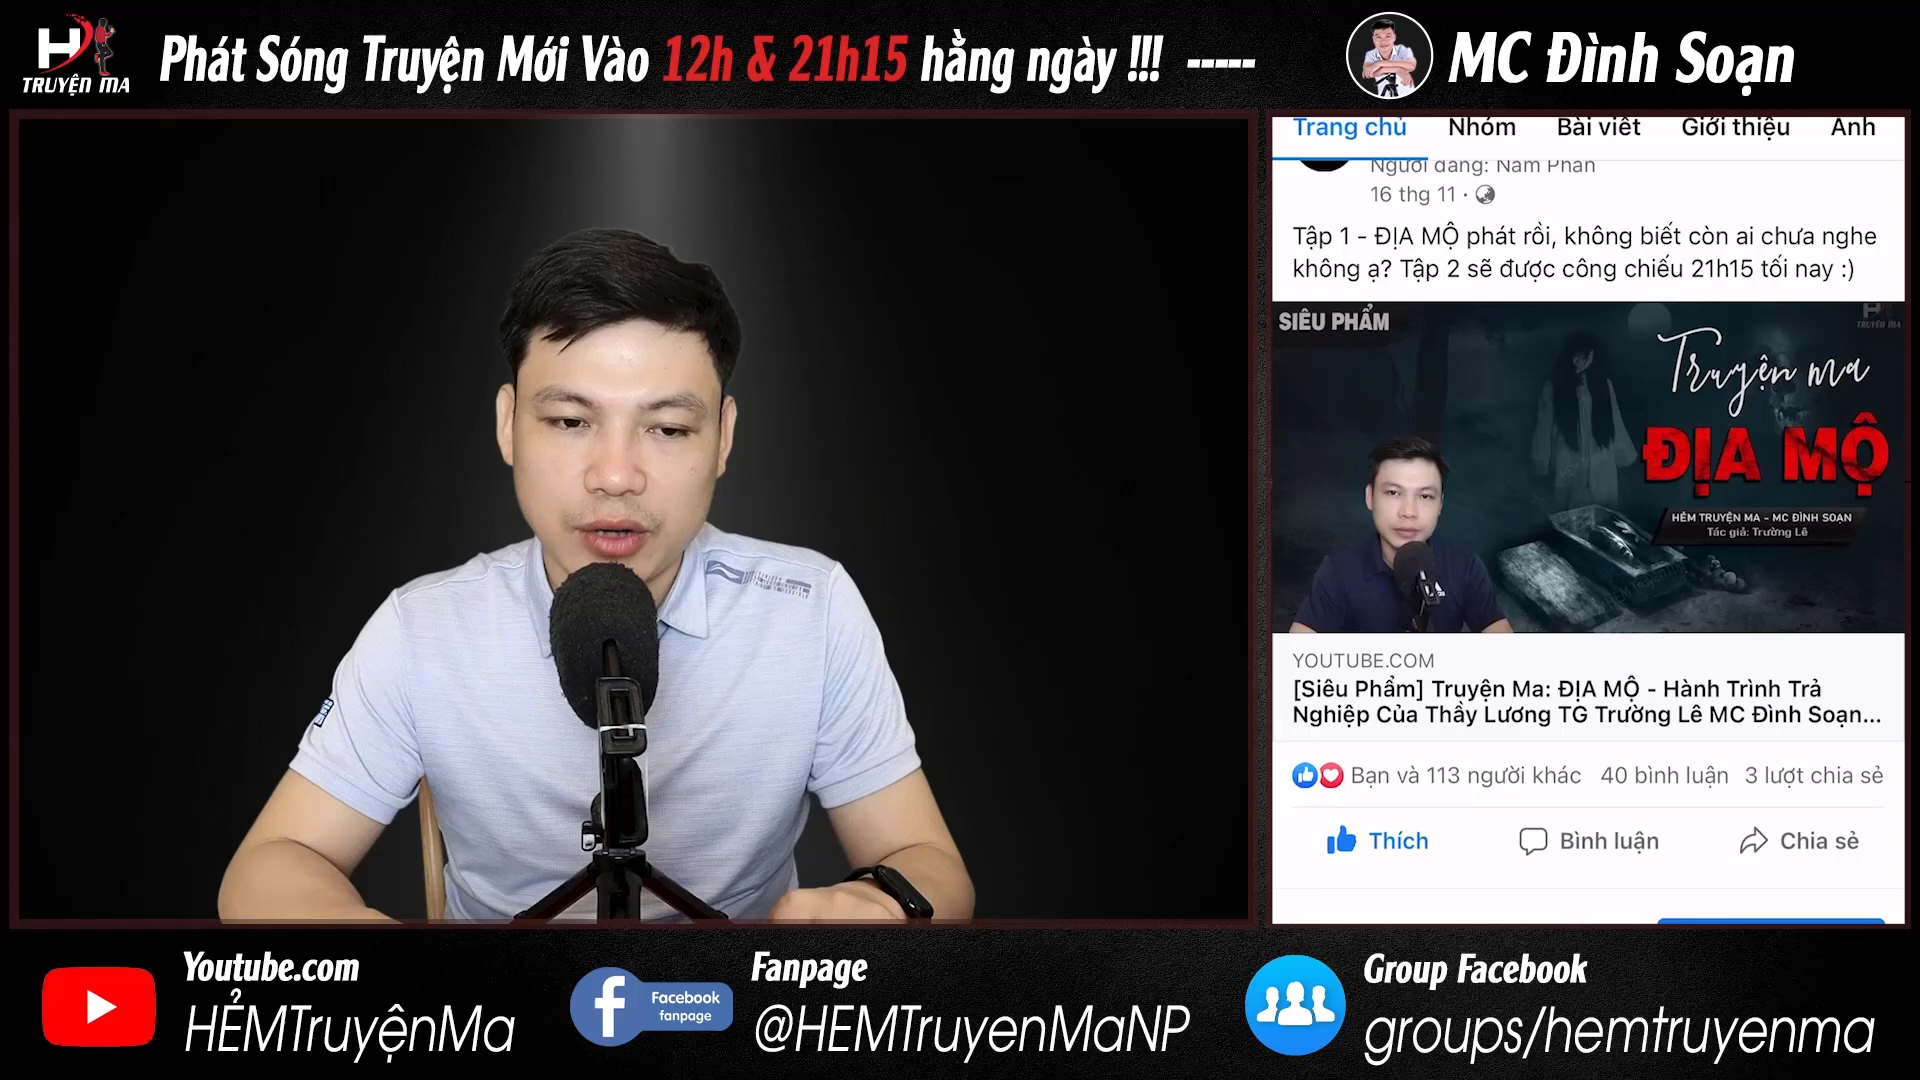 H
TRUYỆN MA
Phát Sóng Truyện Mới Vào 12h & 21h15 hằng ngày !!! -----
MC Đình Soạn
Trang chủ Nhóm Bài viết Giới thiệu Ảnh
Người đăng: Nam Phan
16 thg 11 ·
Tập 1 - ĐỊA MỘ phát rồi, không biết còn ai chưa nghe
không ạ? Tập 2 sẽ được công chiếu 21h15 tối nay :)
SIÊU PHẨM
TRUYỆN MA
Truyện ma
ĐỊA MỘ
HẺM TRUYỆN MA - MC ĐÌNH SOẠN
Tác giả: Trường Lê
YOUTUBE.COM
[Siêu Phẩm] Truyện Ma: ĐỊA MỘ - Hành Trình Trả
Nghiệp Của Thầy Lương TG Trường Lê MC Đình Soạn...
Bạn và 113 người khác 40 bình luận 3 lượt chia sẻ
Thích Bình luận Chia sẻ
Youtube.com
HẺMTruyệnMa
Facebook
fanpage
Fanpage
@HEMTruyenMaNP
Group Facebook
groups/hemtruyenma